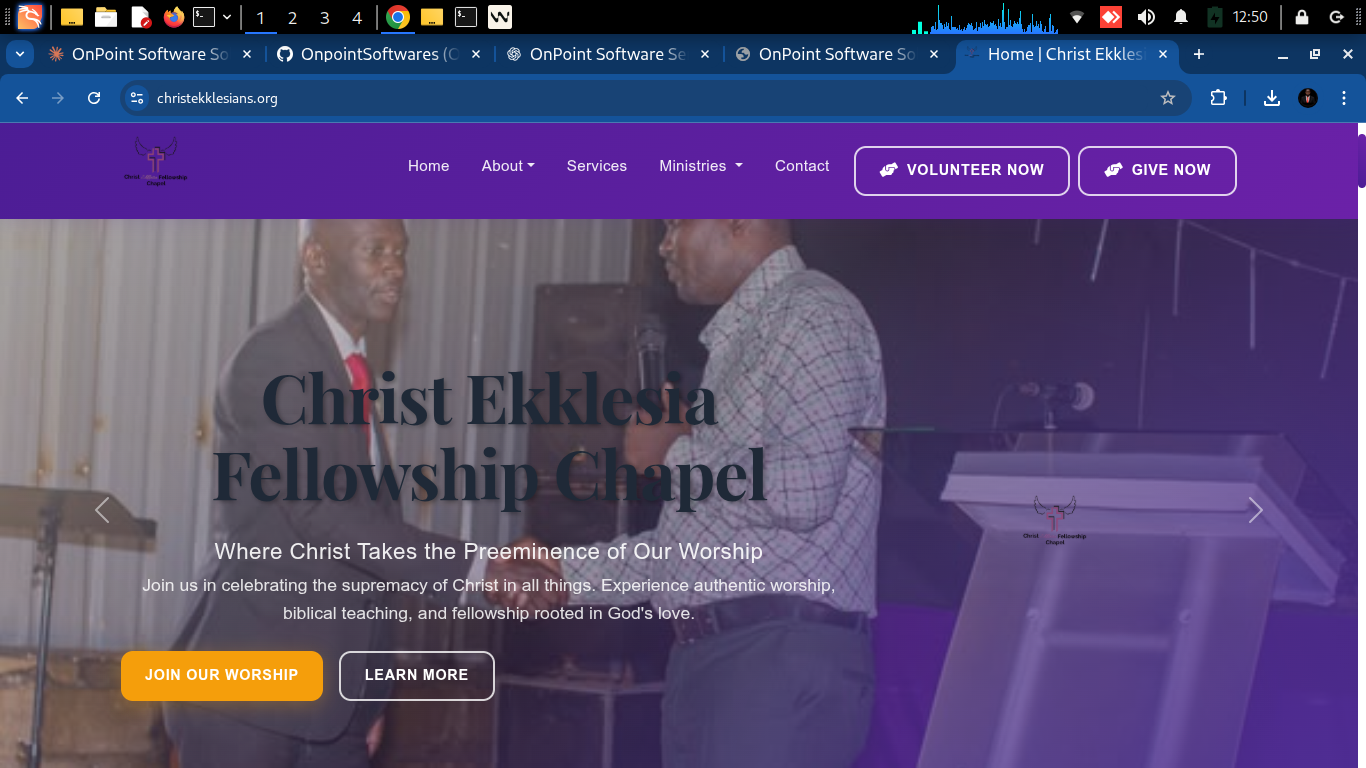 1 2 3 4
12:50
OnPoint Software So
OnpointSoftwares (O
OnPoint Software Se
OnPoint Software So
Home | Christ Ekkles
christekklesians.org
Christ Fellowship
Chapel
Home
About
Services
Ministries
Contact
VOLUNTEER NOW
GIVE NOW
Christ Ekklesia
Fellowship Chapel
Where Christ Takes the Preeminence of Our Worship
Join us in celebrating the supremacy of Christ in all things. Experience authentic worship,
biblical teaching, and fellowship rooted in God's love.
JOIN OUR WORSHIP
LEARN MORE
Christ Fellowship
Chapel